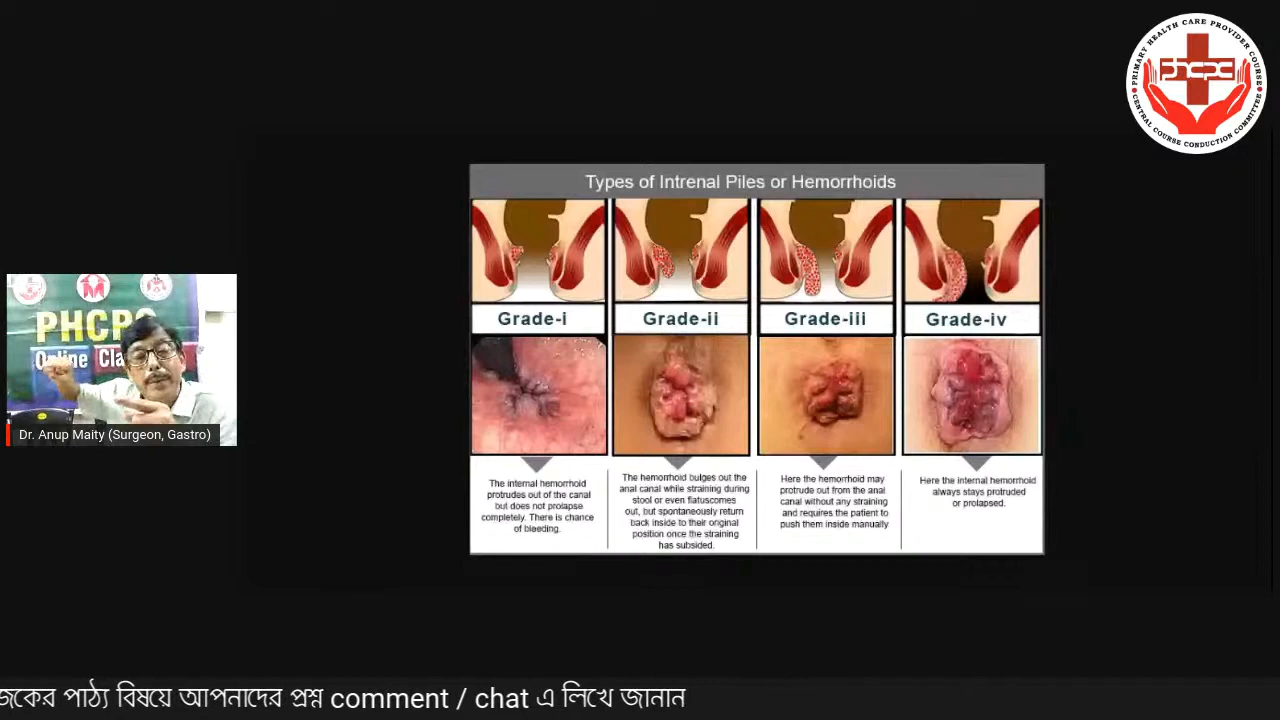 PRIMARY HEALTH CARE PROVIDER COURSE
phcpc
CENTRAL COURSE CONDUCTION COMMITTEE
Types of Intrenal Piles or Hemorrhoids
Grade-i
Grade-ii
Grade-iii
Grade-iv
The internal hemorrhoid
protrudes out of the canal
but does not prolapse
completely. There is chance
of bleeding.
The hemorrhoid bulges out the
anal canal while straining during
stool or even flatuscomes
out, but spontaneously return
back inside to their original
position once the straining
has subsided.
Here the hemorrhoid may
protrude out from the anal
canal without any straining
and requires the patient to
push them inside manually
Here the internal hemorrhoid
always stays protruded
or prolapsed.
PHCPC
Online Cla
Dr. Anup Maity (Surgeon, Gastro)
জকের পাঠ্য বিষয়ে আপনাদের প্রশ্ন comment / chat এ লিখে জানান